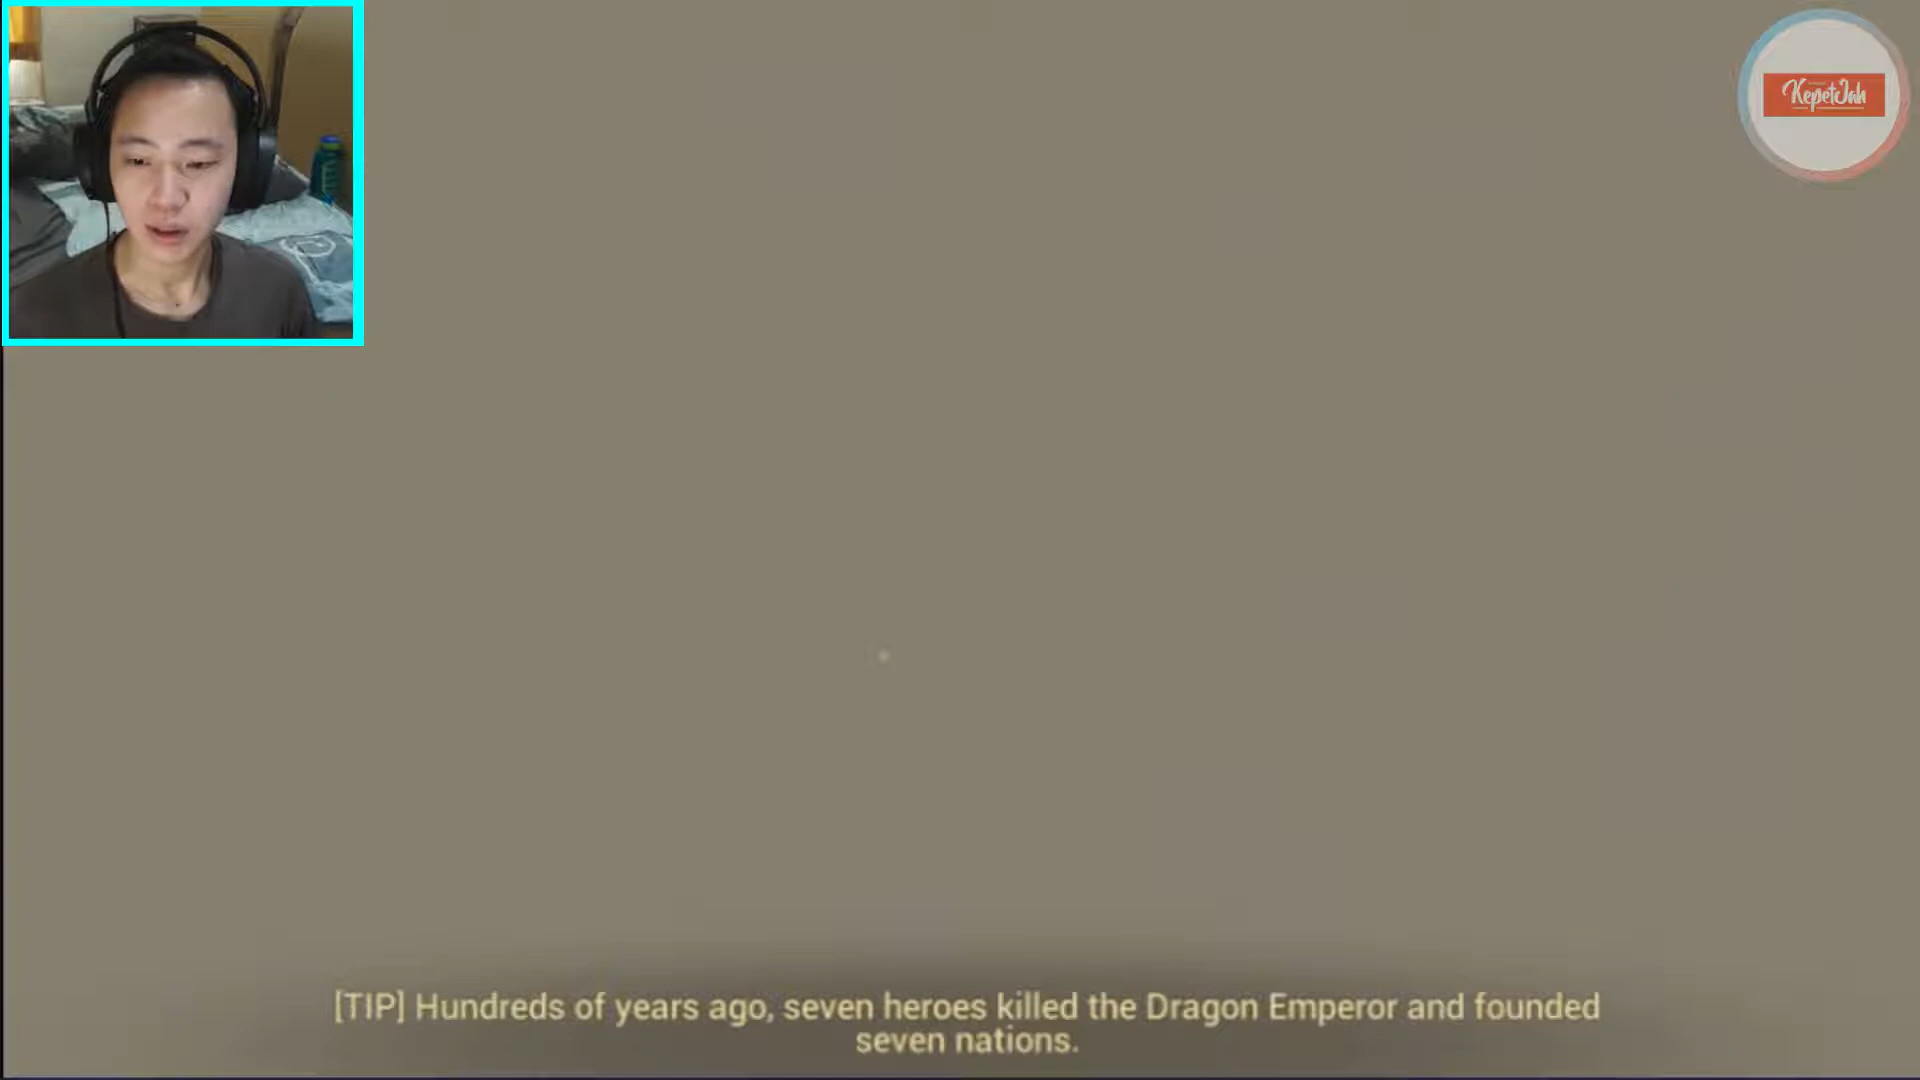 KepetJah
[TIP] Hundreds of years ago, seven heroes killed the Dragon Emperor and founded
seven nations.